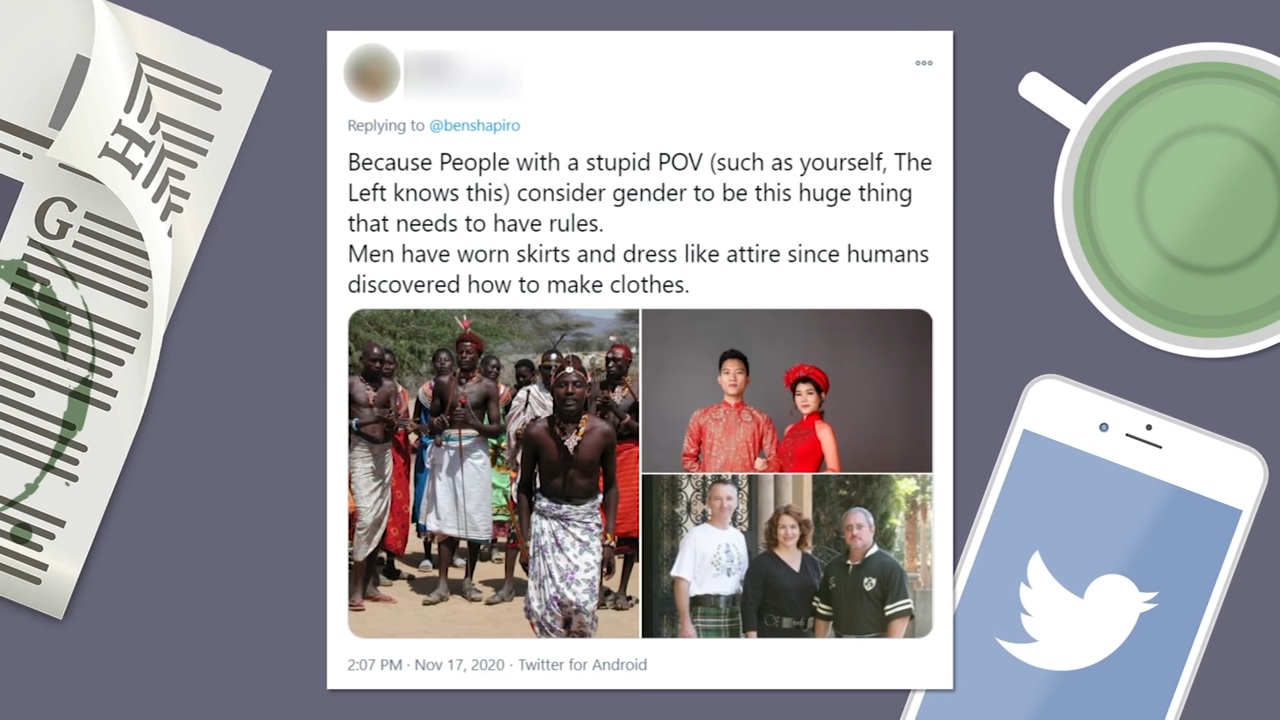 H
G
Replying to @benshapiro
Because People with a stupid POV (such as yourself, The
Left knows this) consider gender to be this huge thing
that needs to have rules.
Men have worn skirts and dress like attire since humans
discovered how to make clothes.
2:07 PM · Nov 17, 2020 · Twitter for Android